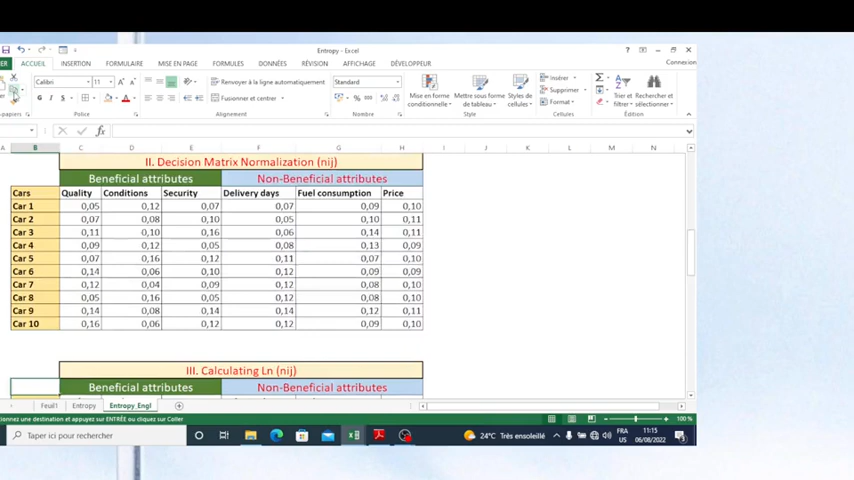 Entropy - Excel
ACCUEIL INSERTION FORMULAIRE MISE EN PAGE FORMULES DONNÉES RÉVISION AFFICHAGE DÉVELOPPEUR
Calibri 11 Renvoyer à la ligne automatiquement Standard Insérer
G I S Fusionner et centrer Mise en forme conditionnelle Mettre sous forme de tableau Styles de cellules Supprimer Format Trier et filtrer Rechercher et sélectionner
Police Alignement Nombre Style Cellules Édition
A B C D E F G H I J K L M N
II. Decision Matrix Normalization (nij)
Beneficial attributes Non-Beneficial attributes
Cars Quality Conditions Security Delivery days Fuel consumption Price
Car 1 0,05 0,12 0,07 0,07 0,09 0,10
Car 2 0,07 0,08 0,10 0,05 0,10 0,11
Car 3 0,11 0,10 0,16 0,06 0,14 0,11
Car 4 0,09 0,12 0,05 0,08 0,13 0,09
Car 5 0,07 0,16 0,12 0,11 0,07 0,10
Car 6 0,14 0,06 0,10 0,12 0,09 0,09
Car 7 0,12 0,04 0,09 0,12 0,08 0,10
Car 8 0,05 0,16 0,05 0,12 0,08 0,10
Car 9 0,14 0,08 0,14 0,14 0,12 0,11
Car 10 0,16 0,06 0,12 0,12 0,09 0,10
III. Calculating Ln (nij)
Beneficial attributes Non-Beneficial attributes
Feuil1 Entropy Entropy_Engl
une destination et appuyez sur ENTRÉE ou cliquez sur Coller 100 %
Taper ici pour rechercher 24°C Très ensoleillé FRA US 11:15 06/08/2022